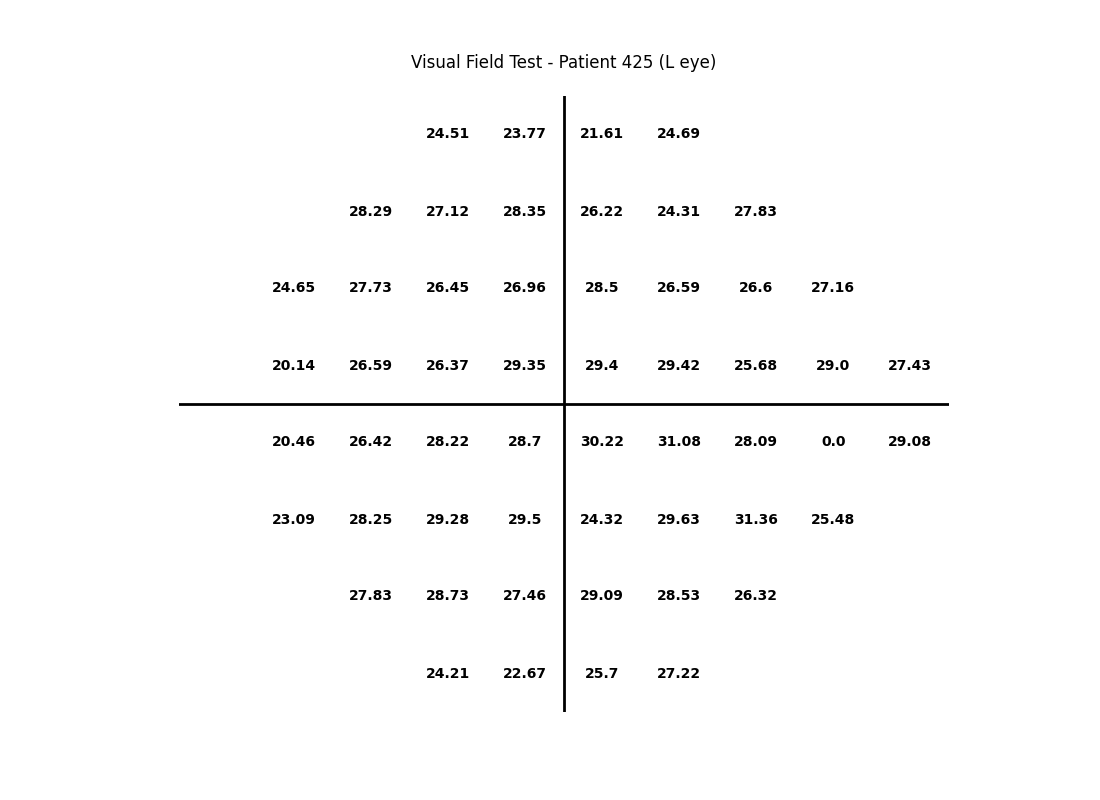 Visual Field Test - Patient 425 (L eye)
24.51 23.77 21.61 24.69
28.29 27.12 28.35 26.22 24.31 27.83
24.65 27.73 26.45 26.96 28.5 26.59 26.6 27.16
20.14 26.59 26.37 29.35 29.4 29.42 25.68 29.0 27.43
20.46 26.42 28.22 28.7 30.22 31.08 28.09 0.0 29.08
23.09 28.25 29.28 29.5 24.32 29.63 31.36 25.48
27.83 28.73 27.46 29.09 28.53 26.32
24.21 22.67 25.7 27.22